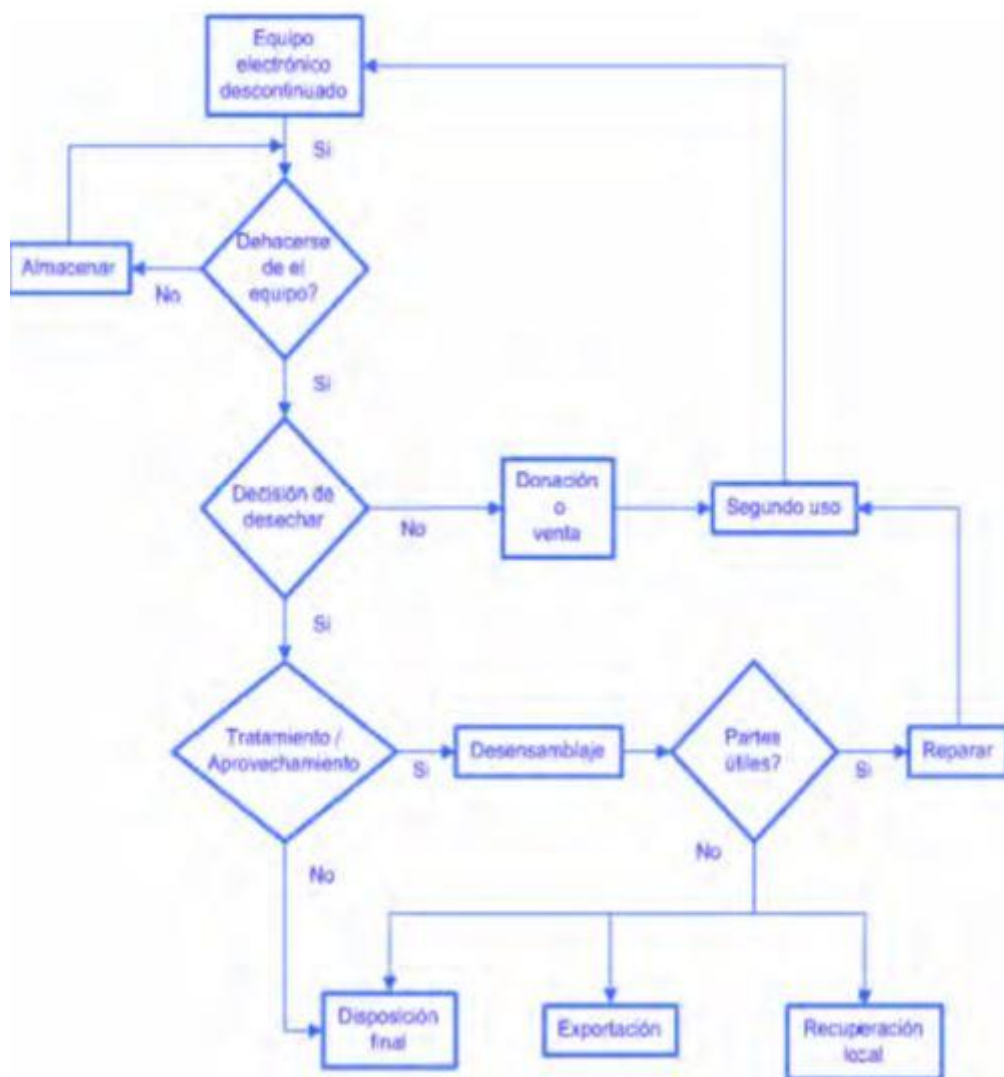 Equipo
electrónico
descontinuado
Si
Dehacerse
de el
equipo?
Almacenar
No
Si
Decisión de
desechar
No
Donación
o
venta
Segundo uso
Si
Tratamiento /
Aprovechamiento
Si
Desensamblaje
Partes
útiles?
Si
Reparar
No
No
Disposición
final
Exportación
Recuperación
local